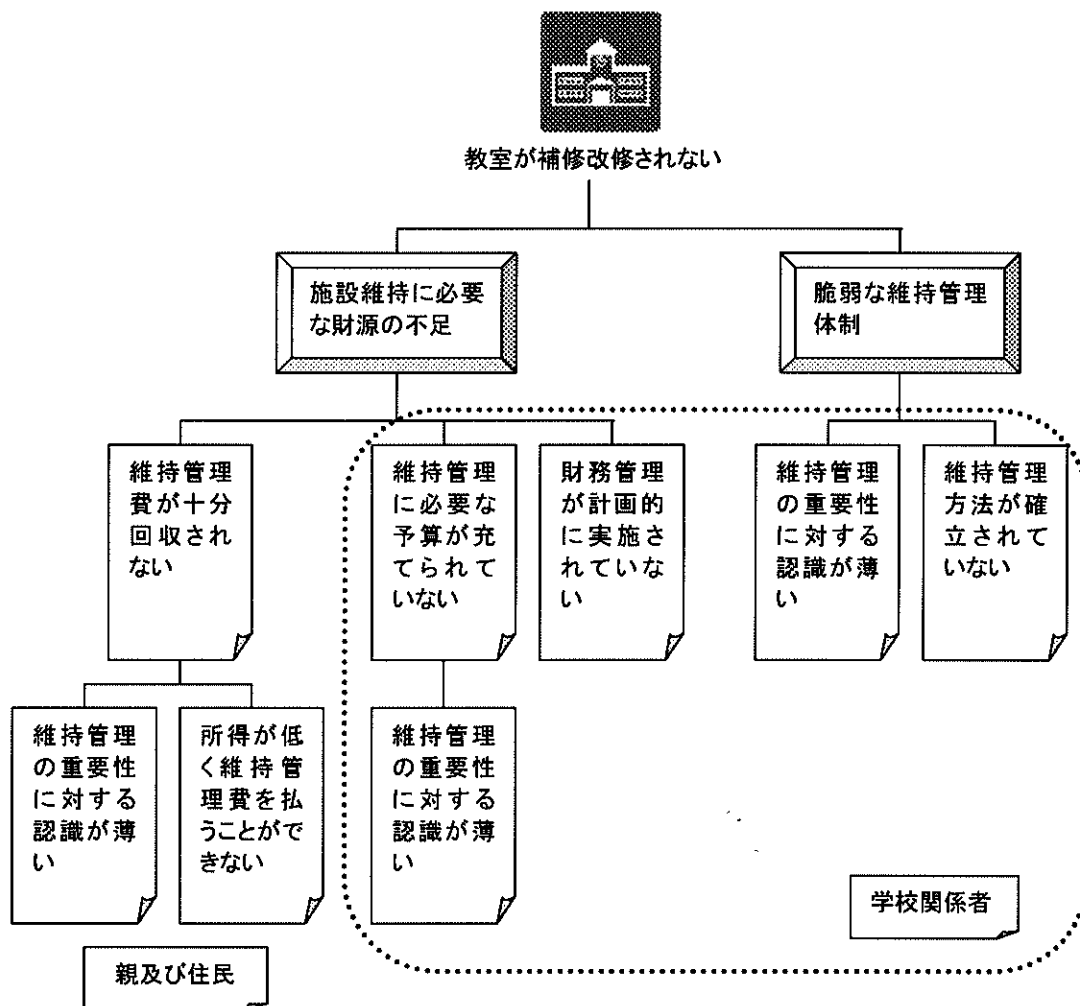 教室が補修改修されない
施設維持に必要
な財源の不足
脆弱な維持管理
体制
維持管理
費が十分
回収され
ない
維持管理
に必要な
予算が充
てられて
いない
財務管理
が計画的
に実施さ
れていな
い
維持管理
の重要性
に対する
認識が薄
い
維持管理
方法が確
立されて
いない
維持管理
の重要性
に対する
認識が薄
い
所得が低
く維持管
理費を払
うことがで
きない
維持管理
の重要性
に対する
認識が薄
い
学校関係者
親及び住民